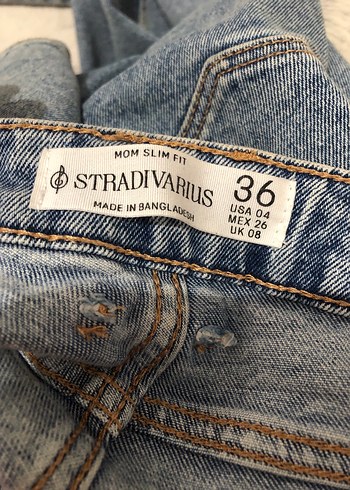 MOM SLIM FIT
STRADIVARIUS
MADE IN BANGLADESH
36
USA 04
MEX 26
UK 08